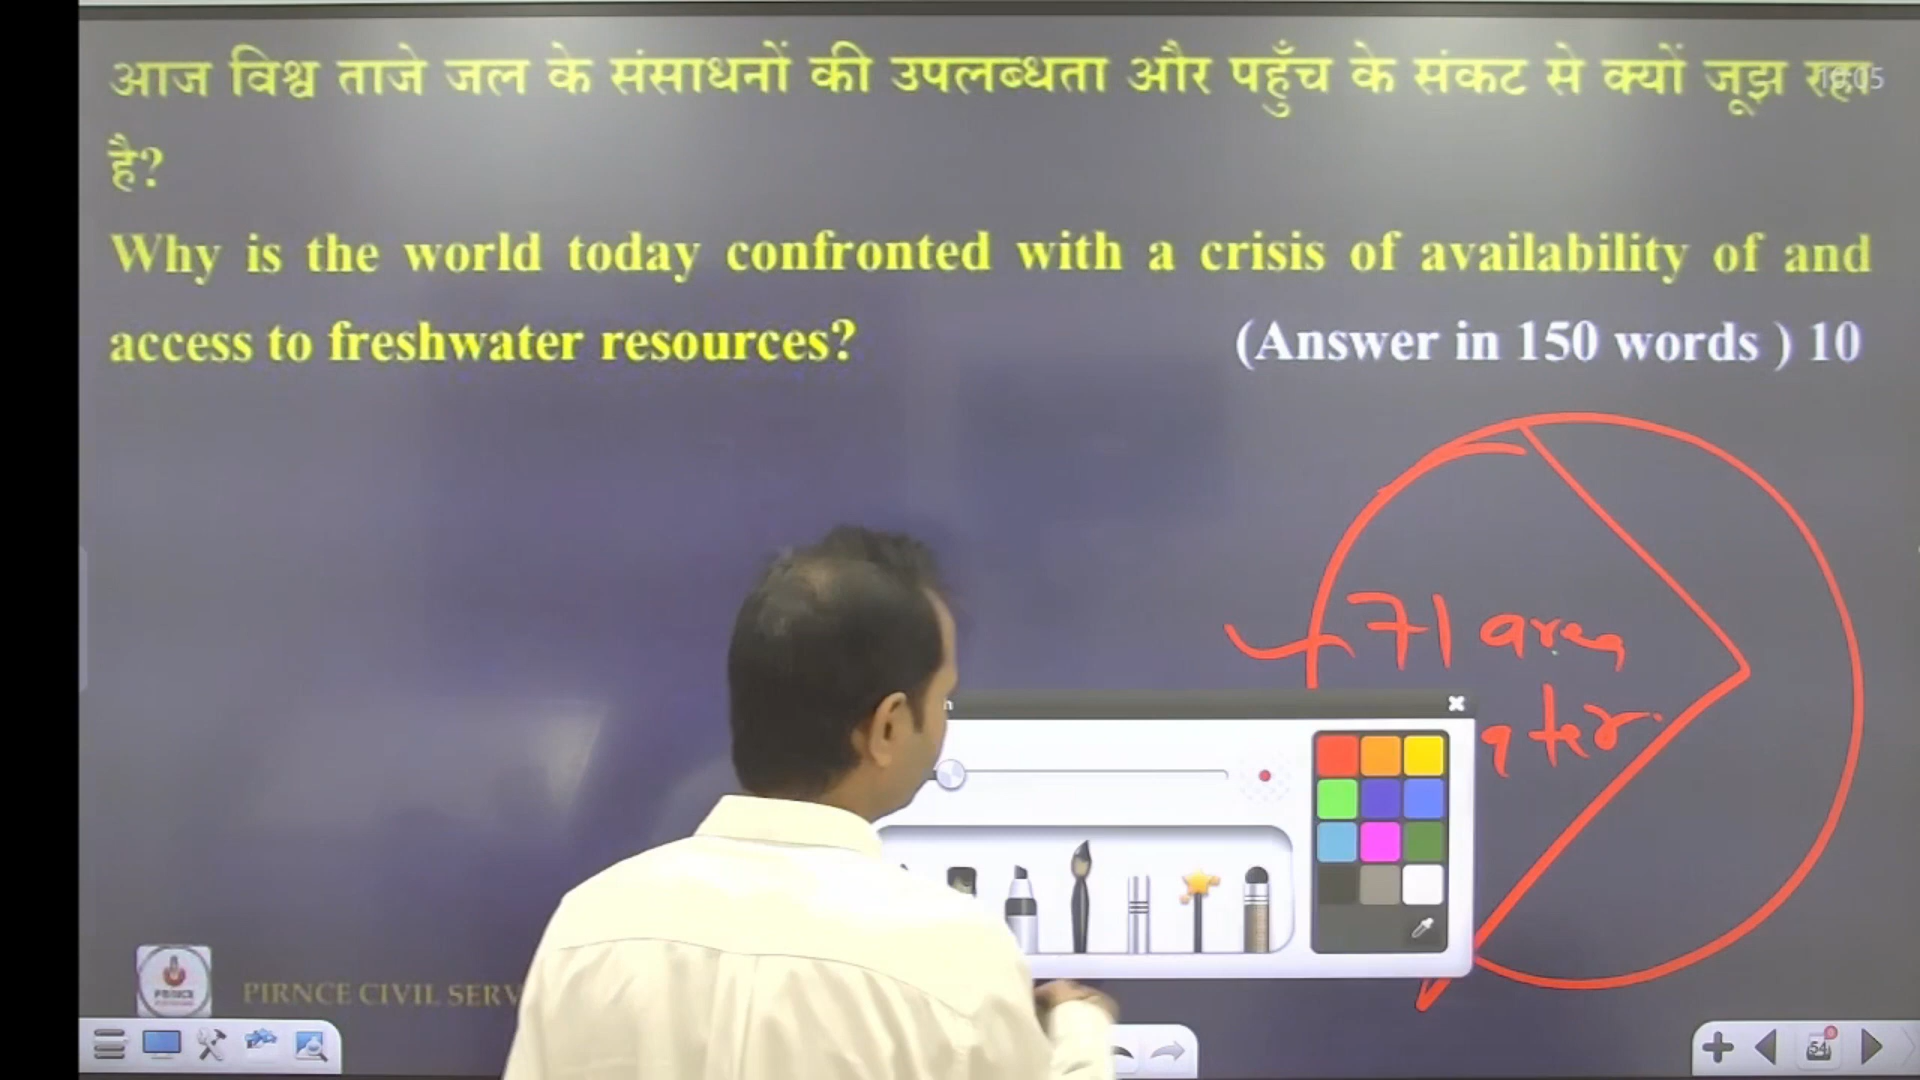 आज विश्व ताजे जल के संसाधनों की उपलब्धता और पहुँच के संकट से क्यों जूझ रहा
है?
Why is the world today confronted with a crisis of availability of and
access to freshwater resources? (Answer in 150 words ) 10
71 area
PIRNCE CIVIL
54